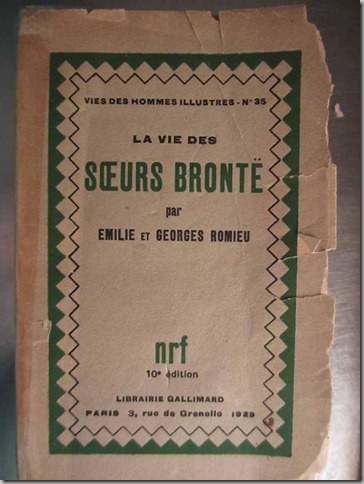 VIES DES HOMMES ILLUSTRES - N° 35
LA VIE DES
SŒURS BRONTË
par
EMILIE ET GEORGES ROMIEU
nrf
10e édition
LIBRAIRIE GALLIMARD
PARIS 3, rue de Grenelle 1929